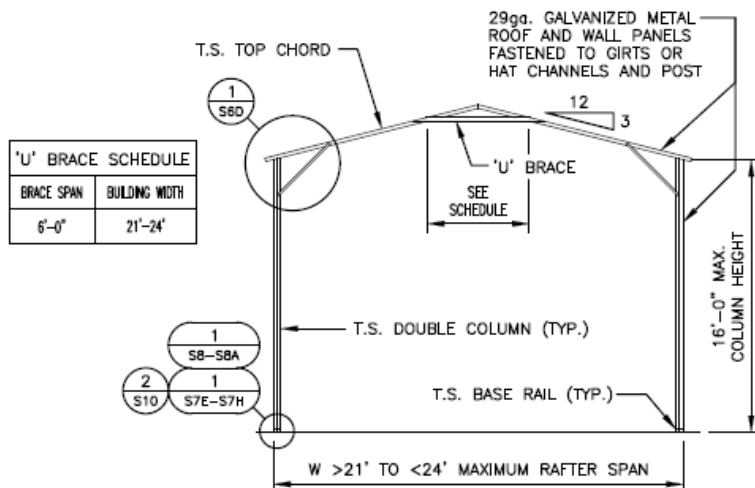 29ga. GALVANIZED METAL
ROOF AND WALL PANELS
FASTENED TO GIRTS OR
HAT CHANNELS AND POST
T.S. TOP CHORD
1
S6D
12
3
'U' BRACE SCHEDULE
BRACE SPAN BUILDING WIDTH
6'-0" 21'-24'
'U' BRACE
SEE
SCHEDULE
16'-0" MAX.
COLUMN HEIGHT
T.S. DOUBLE COLUMN (TYP.)
1
S8-S8A
2
S10
1
S7E-S7H
T.S. BASE RAIL (TYP.)
W >21' TO <24' MAXIMUM RAFTER SPAN